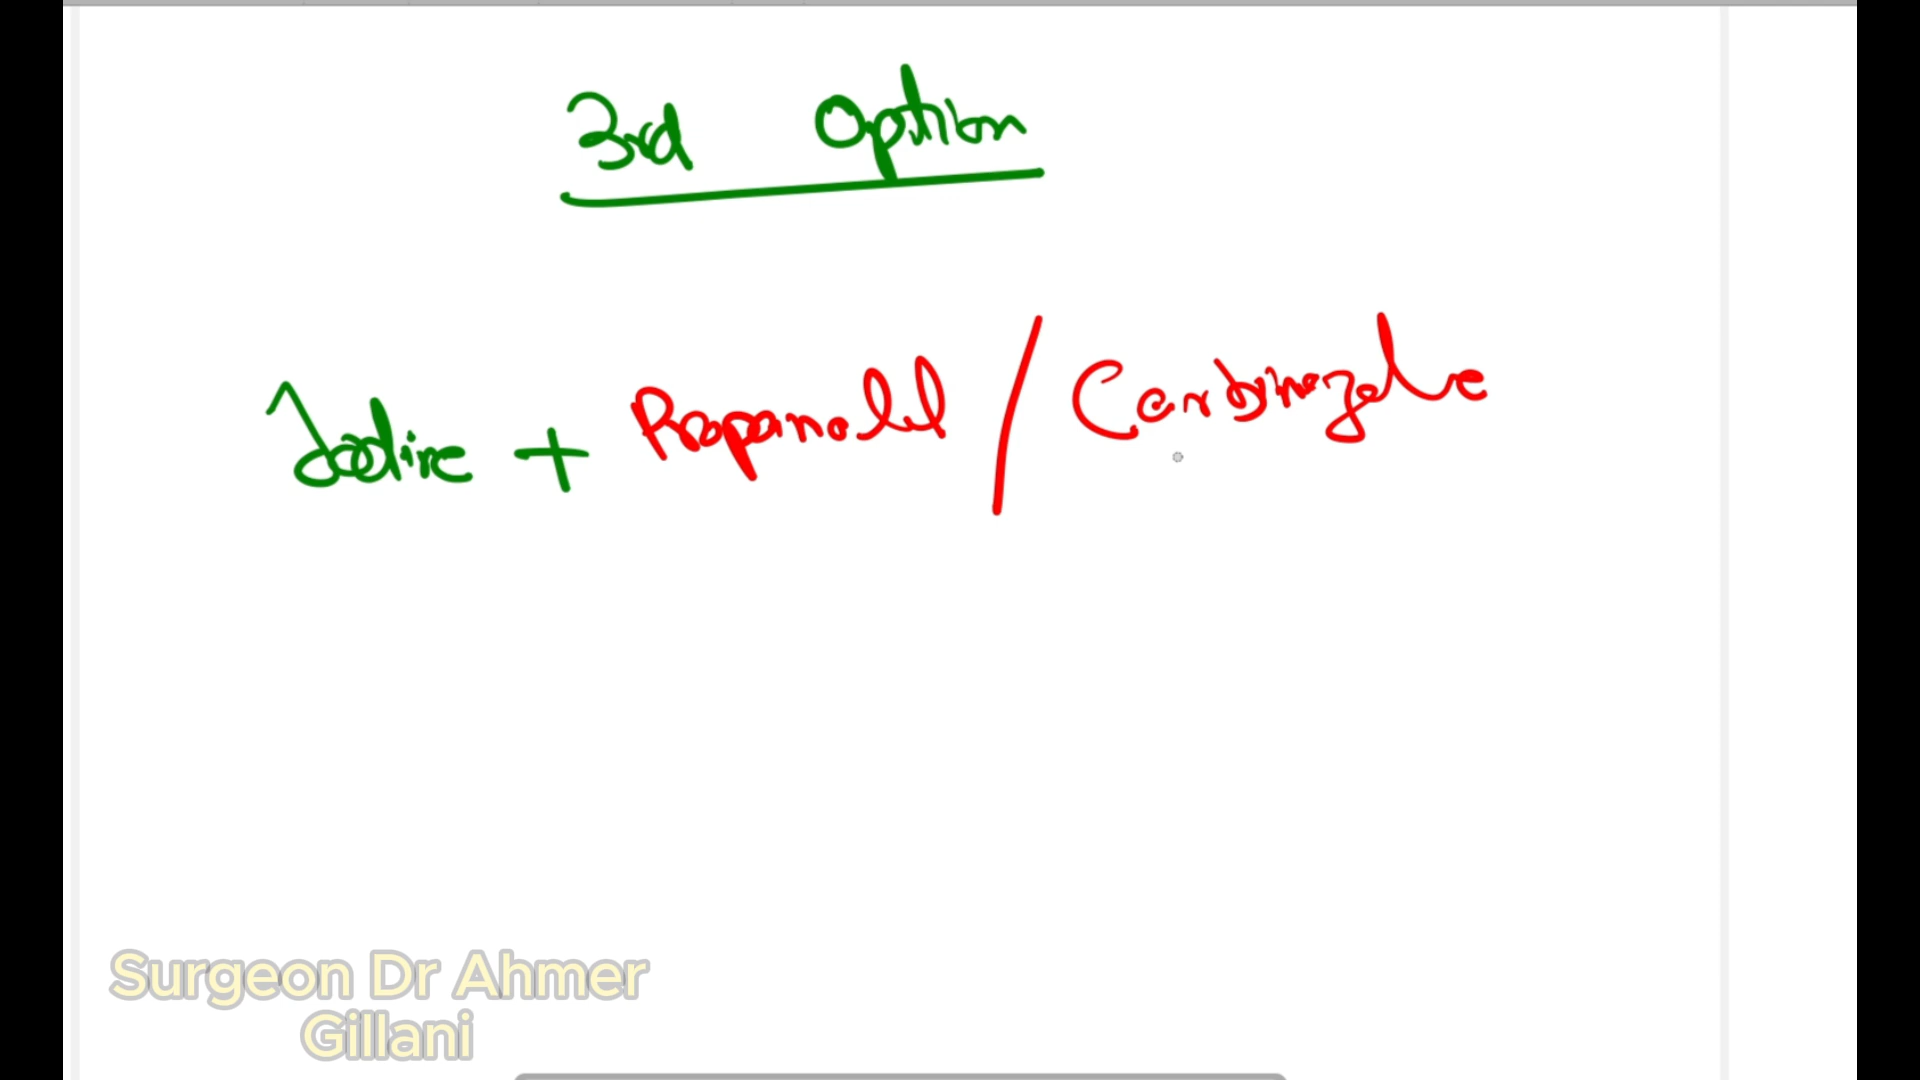 3rd Option
Iodine + Propanolol / Carbimazole
Surgeon Dr Ahmer
Gillani